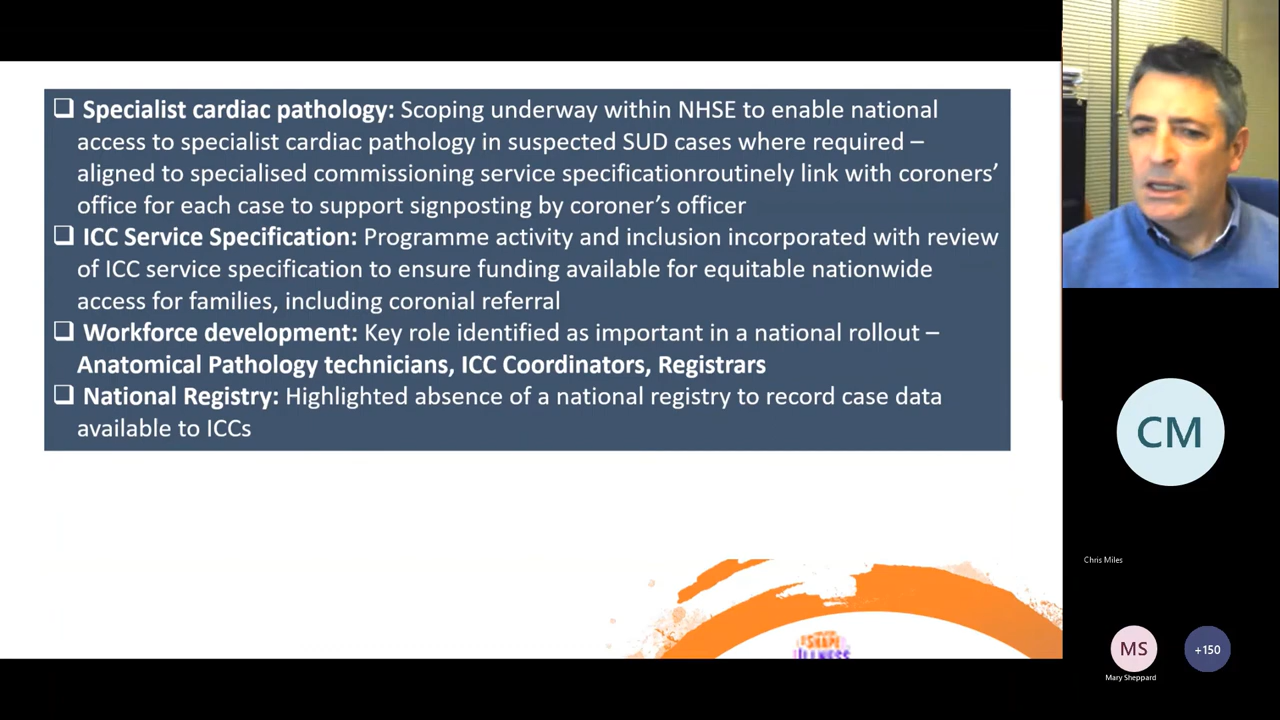 ❑ Specialist cardiac pathology: Scoping underway within NHSE to enable national
access to specialist cardiac pathology in suspected SUD cases where required –
aligned to specialised commissioning service specificationroutinely link with coroners’
office for each case to support signposting by coroner’s officer
❑ ICC Service Specification: Programme activity and inclusion incorporated with review
of ICC service specification to ensure funding available for equitable nationwide
access for families, including coronial referral
❑ Workforce development: Key role identified as important in a national rollout –
Anatomical Pathology technicians, ICC Coordinators, Registrars
❑ National Registry: Highlighted absence of a national registry to record case data
available to ICCs
SHAPE
ILLNESS
CM
Chris Miles
MS
+150
Mary Sheppard